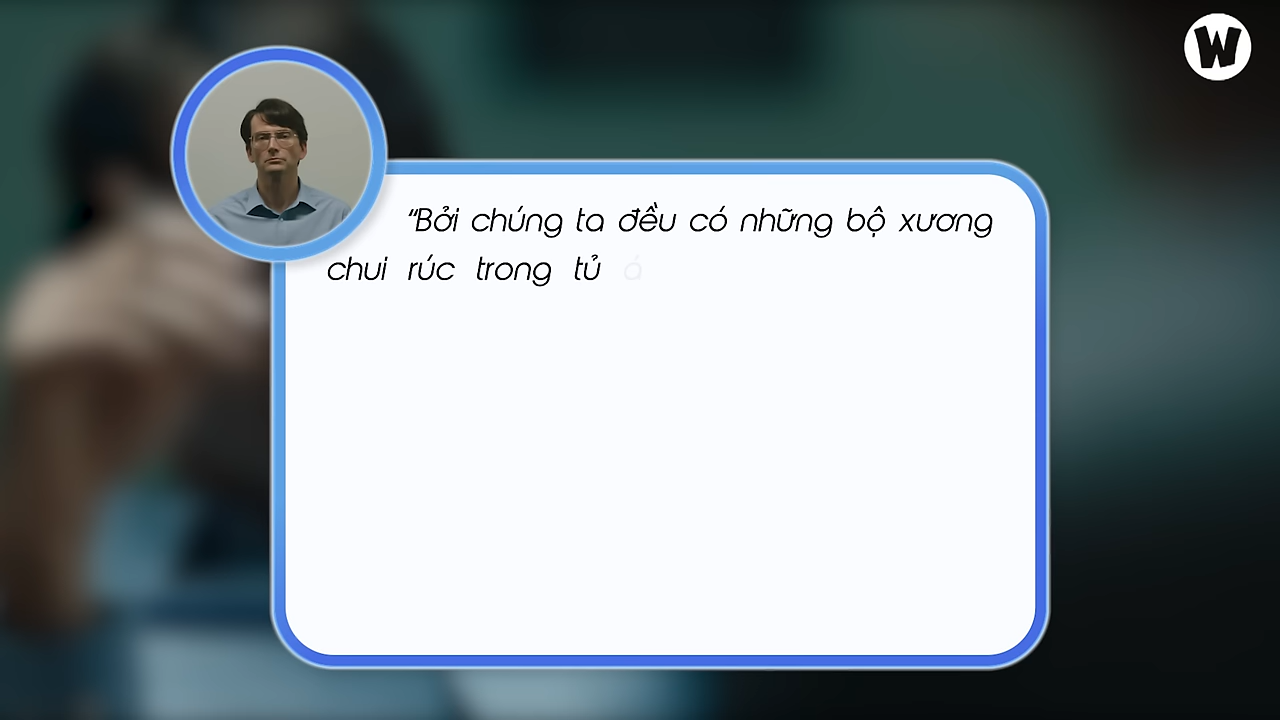 W
“Bởi chúng ta đều có những bộ xương
chui rúc trong tủ á